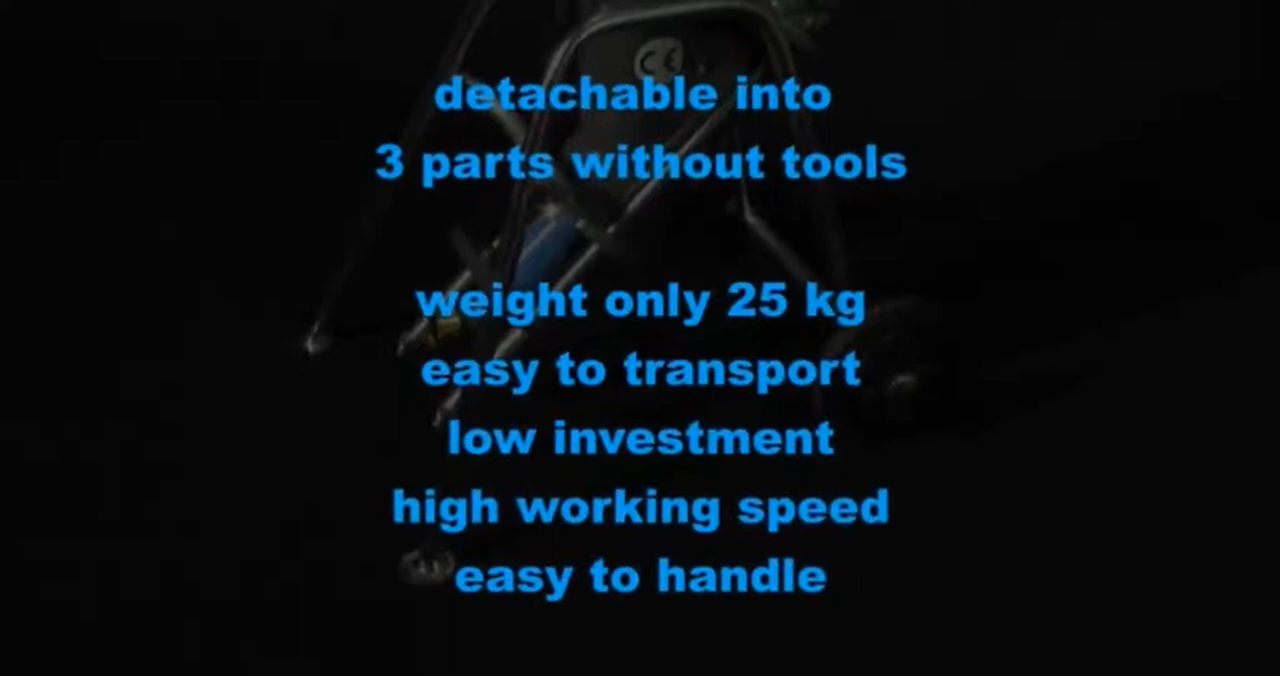 CE
detachable into
3 parts without tools
weight only 25 kg
easy to transport
low investment
high working speed
easy to handle